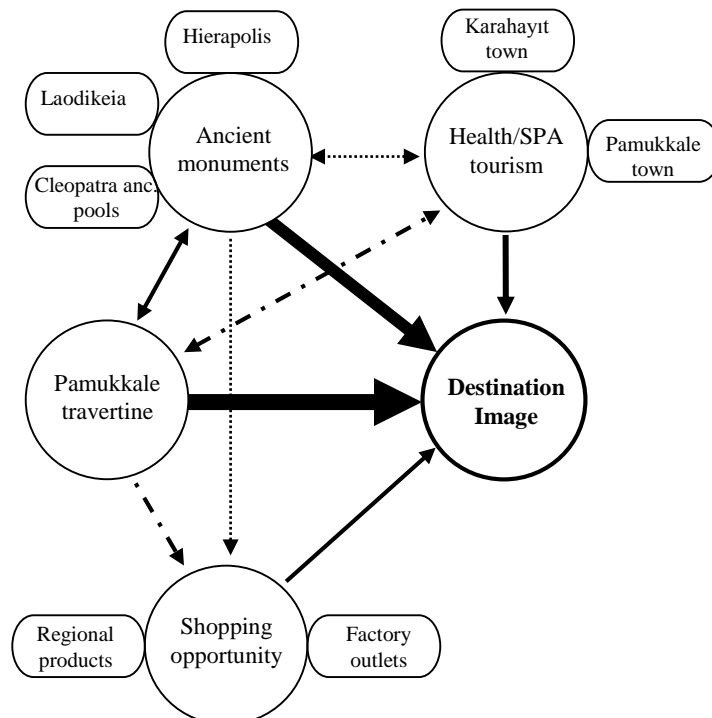 Hierapolis
Karahayıt
town
Laodikeia
Ancient
monuments
Health/SPA
tourism
Pamukkale
town
Cleopatra anc.
pools
Pamukkale
travertine
Destination
Image
Shopping
opportunity
Regional
products
Factory
outlets